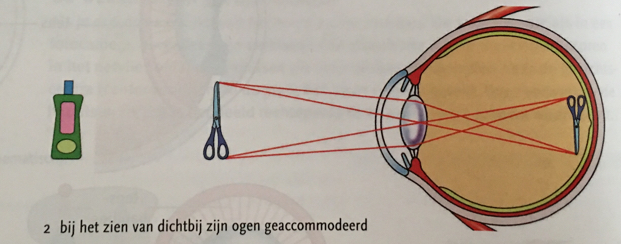 2 bij het zien van dichtbij zijn ogen geaccommodeerd